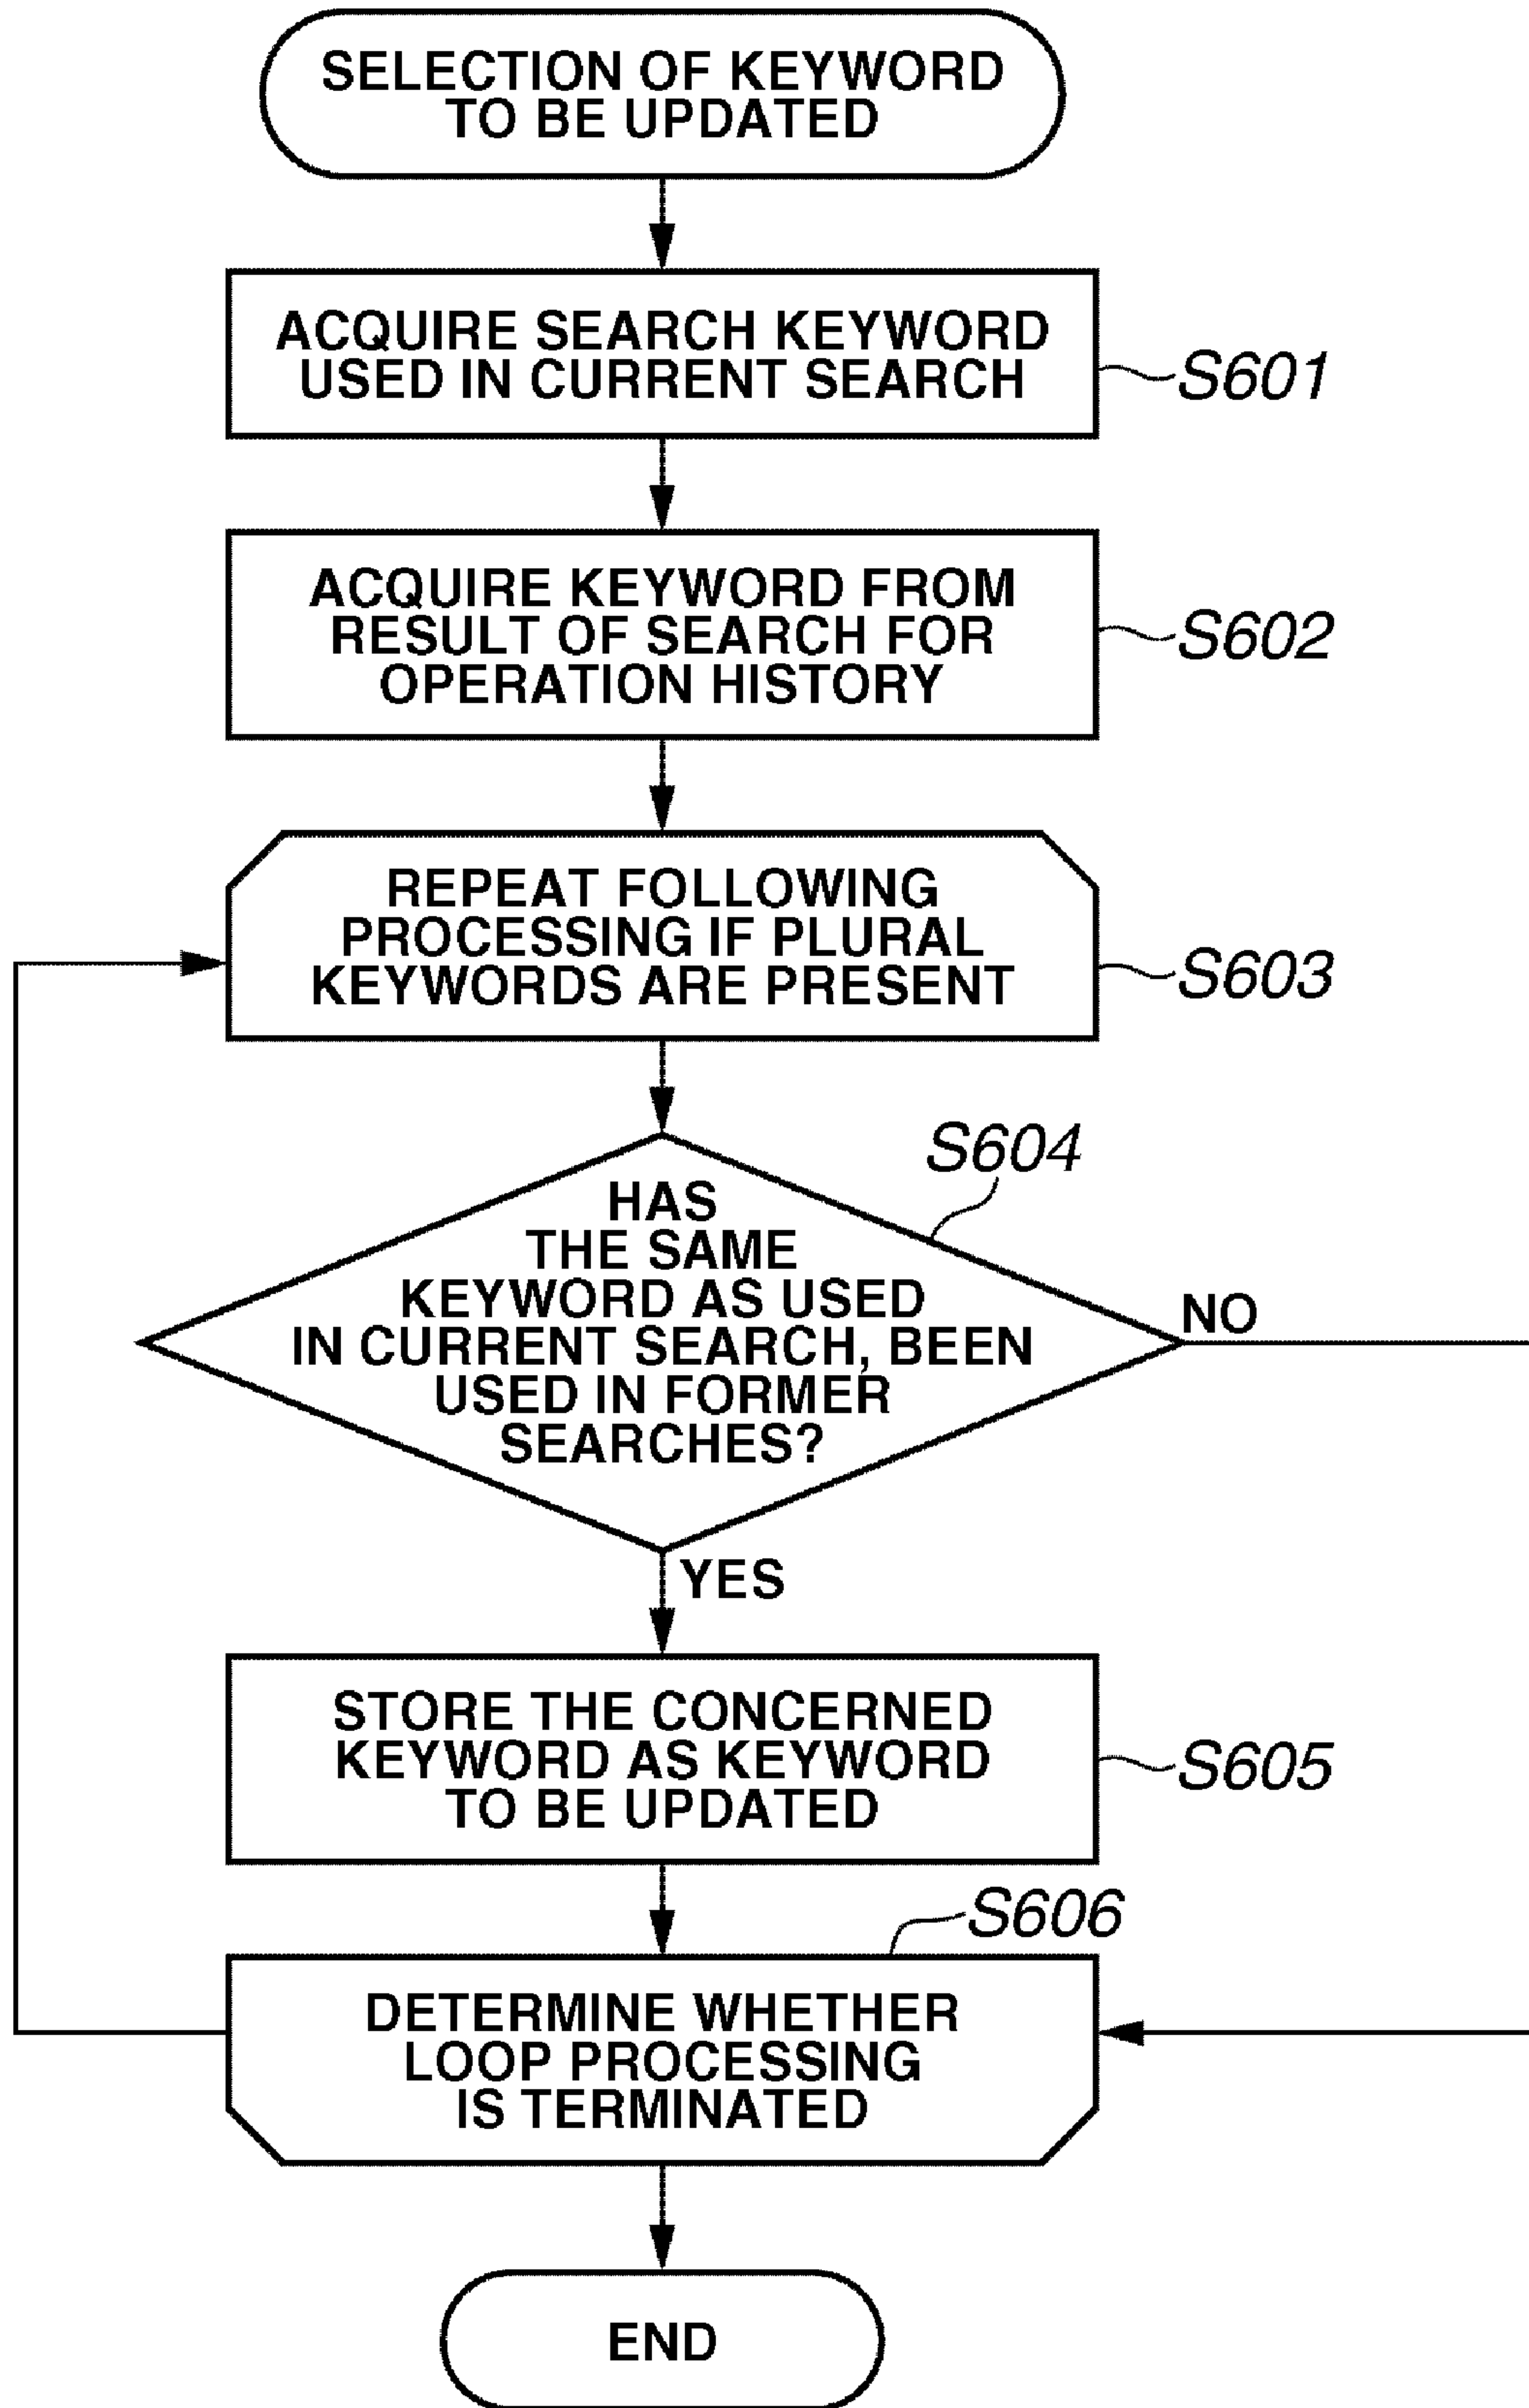 SELECTION OF KEYWORD
TO BE UPDATED
ACQUIRE SEARCH KEYWORD
USED IN CURRENT SEARCH
S601
ACQUIRE KEYWORD FROM
RESULT OF SEARCH FOR
OPERATION HISTORY
S602
REPEAT FOLLOWING
PROCESSING IF PLURAL
KEYWORDS ARE PRESENT
S603
S604
HAS
THE SAME
KEYWORD AS USED
IN CURRENT SEARCH, BEEN
USED IN FORMER
SEARCHES?
NO
YES
STORE THE CONCERNED
KEYWORD AS KEYWORD
TO BE UPDATED
S605
S606
DETERMINE WHETHER
LOOP PROCESSING
IS TERMINATED
END